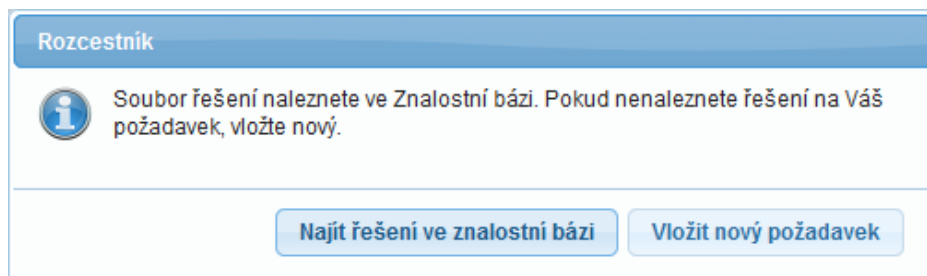 Rozcestník
Soubor řešení naleznete ve Znalostní bázi. Pokud nenaleznete řešení na Váš
požadavek, vložte nový.
Najít řešení ve znalostní bázi
Vložit nový požadavek